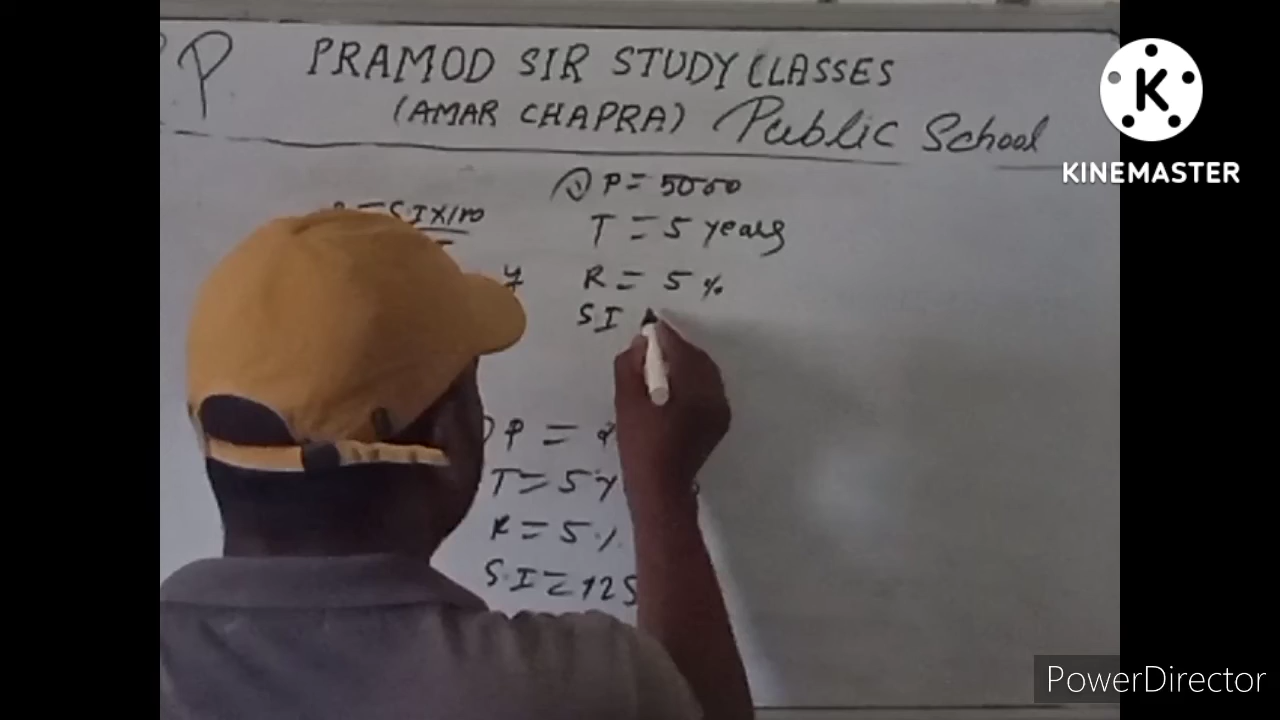 P PRAMOD SIR STUDY CLASSES
(AMAR CHAPRA) Public School
① P = 5000
T = 5 years
R = 5 %
SI
= S.I X 100
P =
T = 5 Y
R = 5 %
S.I = 125
KINEMASTER
PowerDirector